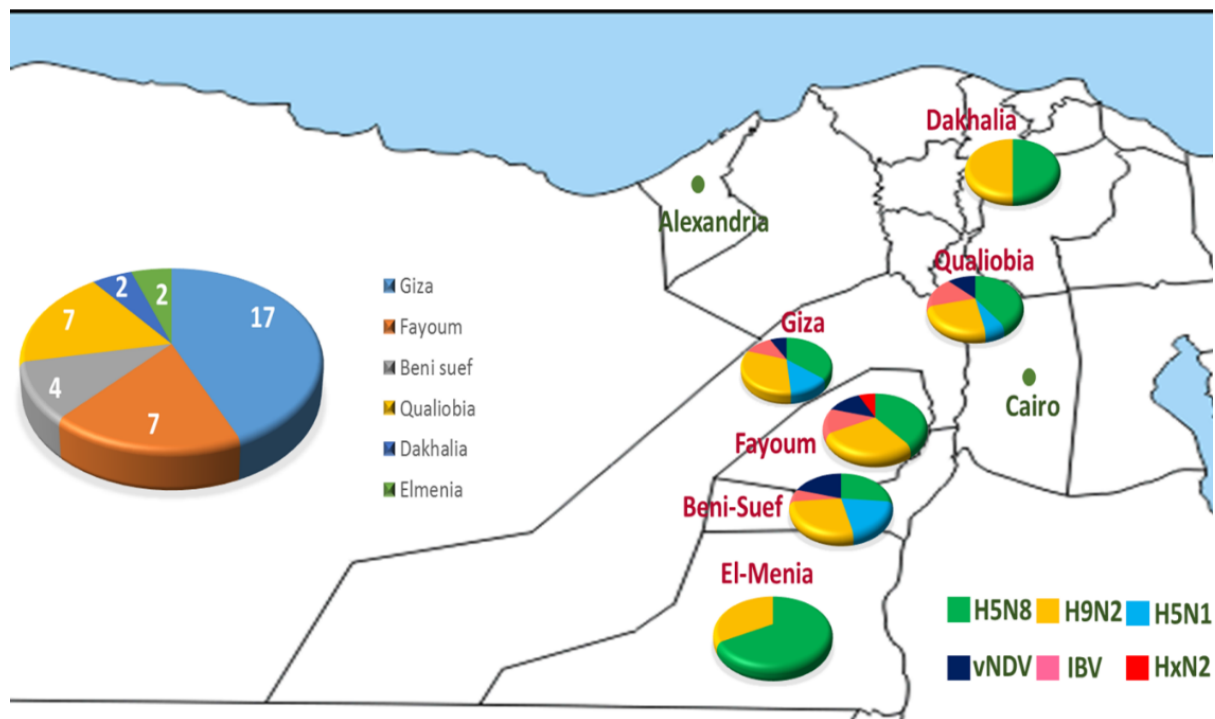 Dakhalia
Alexandria
Qualiobia
Giza
Cairo
Fayoum
Beni-Suef
El-Menia
17
7
4
7
2
2
Giza
Fayoum
Beni suef
Qualiobia
Dakhalia
Elmenia
H5N8 H9N2 H5N1
vNDV IBV HxN2